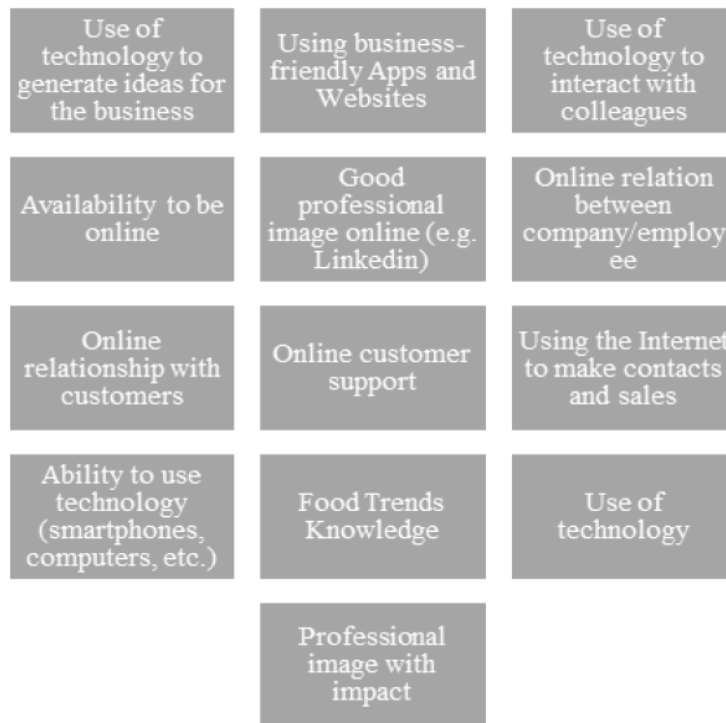 Use of
technology to
generate ideas for
the business
Using business-
friendly Apps and
Websites
Use of
technology to
interact with
colleagues
Availability to be
online
Good
professional
image online (e.g.
Linkedin)
Online relation
between
company/employ
ee
Online
relationship with
customers
Online customer
support
Using the Internet
to make contacts
and sales
Ability to use
technology
(smartphones,
computers, etc.)
Food Trends
Knowledge
Use of
technology
Professional
image with
impact